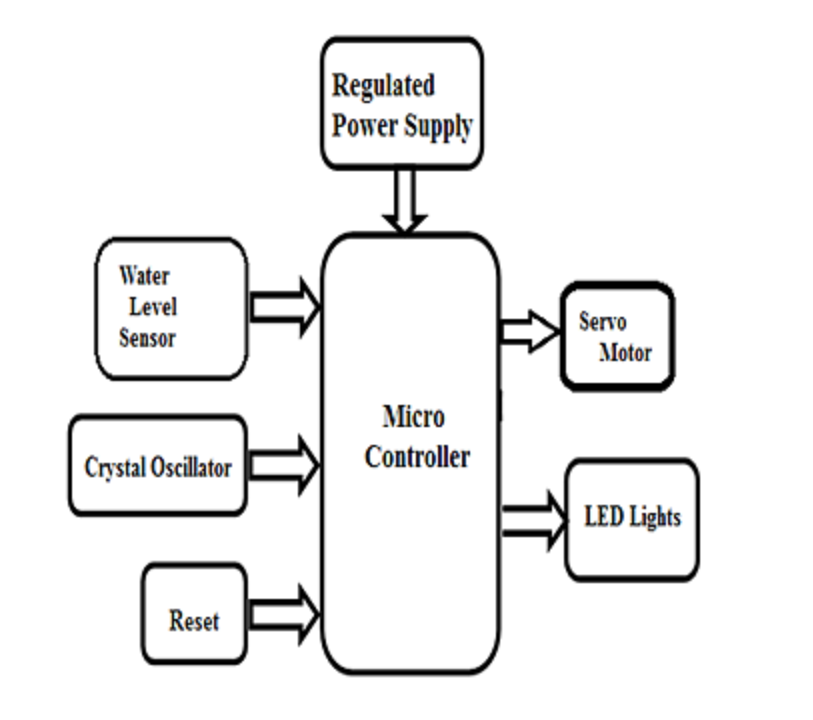 Regulated
Power Supply
Water
Level
Sensor
Servo
Motor
Micro
Controller
Crystal Oscillator
LED Lights
Reset